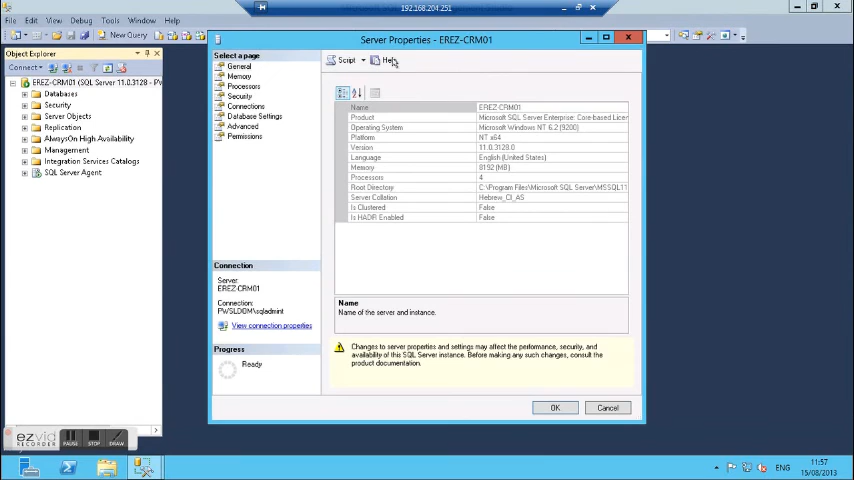 192.168.204.251
File Edit View Debug Tools Window Help
New Query
Object Explorer
Connect
EREZ-CRM01 (SQL Server 11.0.3128.0 - PW
Databases
Security
Server Objects
Replication
AlwaysOn High Availability
Management
Integration Services Catalogs
SQL Server Agent
Server Properties - EREZ-CRM01
Select a page
General
Memory
Processors
Security
Connections
Database Settings
Advanced
Permissions
Script Help
Name EREZ-CRM01
Product Microsoft SQL Server Enterprise: Core-based Licen
Operating System Microsoft Windows NT 6.2 (9200)
Platform NT x64
Version 11.0.3128.0
Language English (United States)
Memory 8192 (MB)
Processors 4
Root Directory C:\Program Files\Microsoft SQL Server\MSSQL11
Server Collation Hebrew_CI_AS
Is Clustered False
Is HADR Enabled False
Name
Name of the server and instance.
Connection
Server:
EREZ-CRM01
Connection:
PWSLDOM\sqladmint
View connection properties
Progress
Ready
Changes to server properties and settings may affect the performance, security, and
availability of this SQL Server instance. Before making any such changes, consult the
product documentation.
OK Cancel
ezvid
RECORDER
PAUSE STOP DRAW
ENG
11:57
15/08/2013